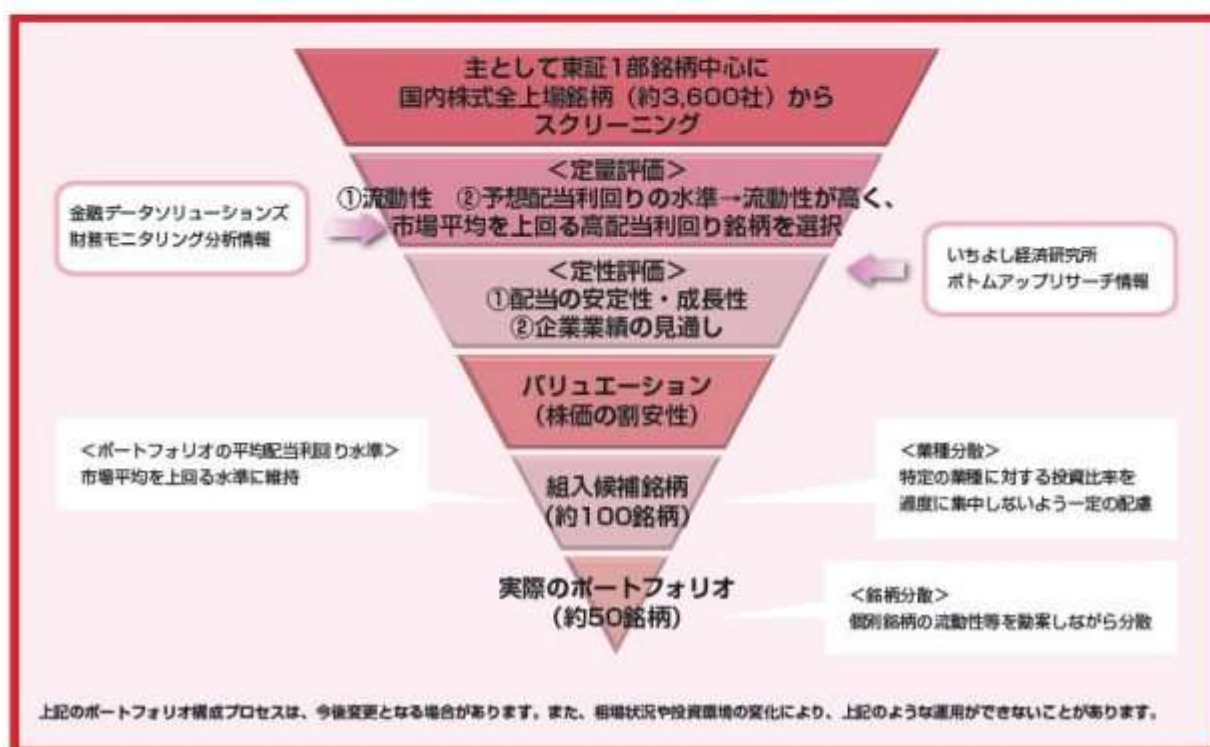 主として東証1部銘柄中心に
国内株式全上場銘柄（約3,600社）から
スクリーニング
＜定量評価＞
①流動性　②予想配当利回りの水準→流動性が高く、
市場平均を上回る高配当利回り銘柄を選択
金融データソリューションズ
財務モニタリング分析情報
＜定性評価＞
①配当の安定性・成長性
②企業業績の見通し
いちよし経済研究所
ボトムアップリサーチ情報
バリュエーション
（株価の割安性）
＜ポートフォリオの平均配当利回り水準＞
市場平均を上回る水準に維持
組入候補銘柄
（約100銘柄）
＜業種分散＞
特定の業種に対する投資比率を
過度に集中しないよう一定の配慮
実際のポートフォリオ
（約50銘柄）
＜銘柄分散＞
個別銘柄の流動性等を勘案しながら分散
上記のポートフォリオ構成プロセスは、今後変更となる場合があります。また、相場状況や投資環境の変化により、上記のような運用ができないことがあります。